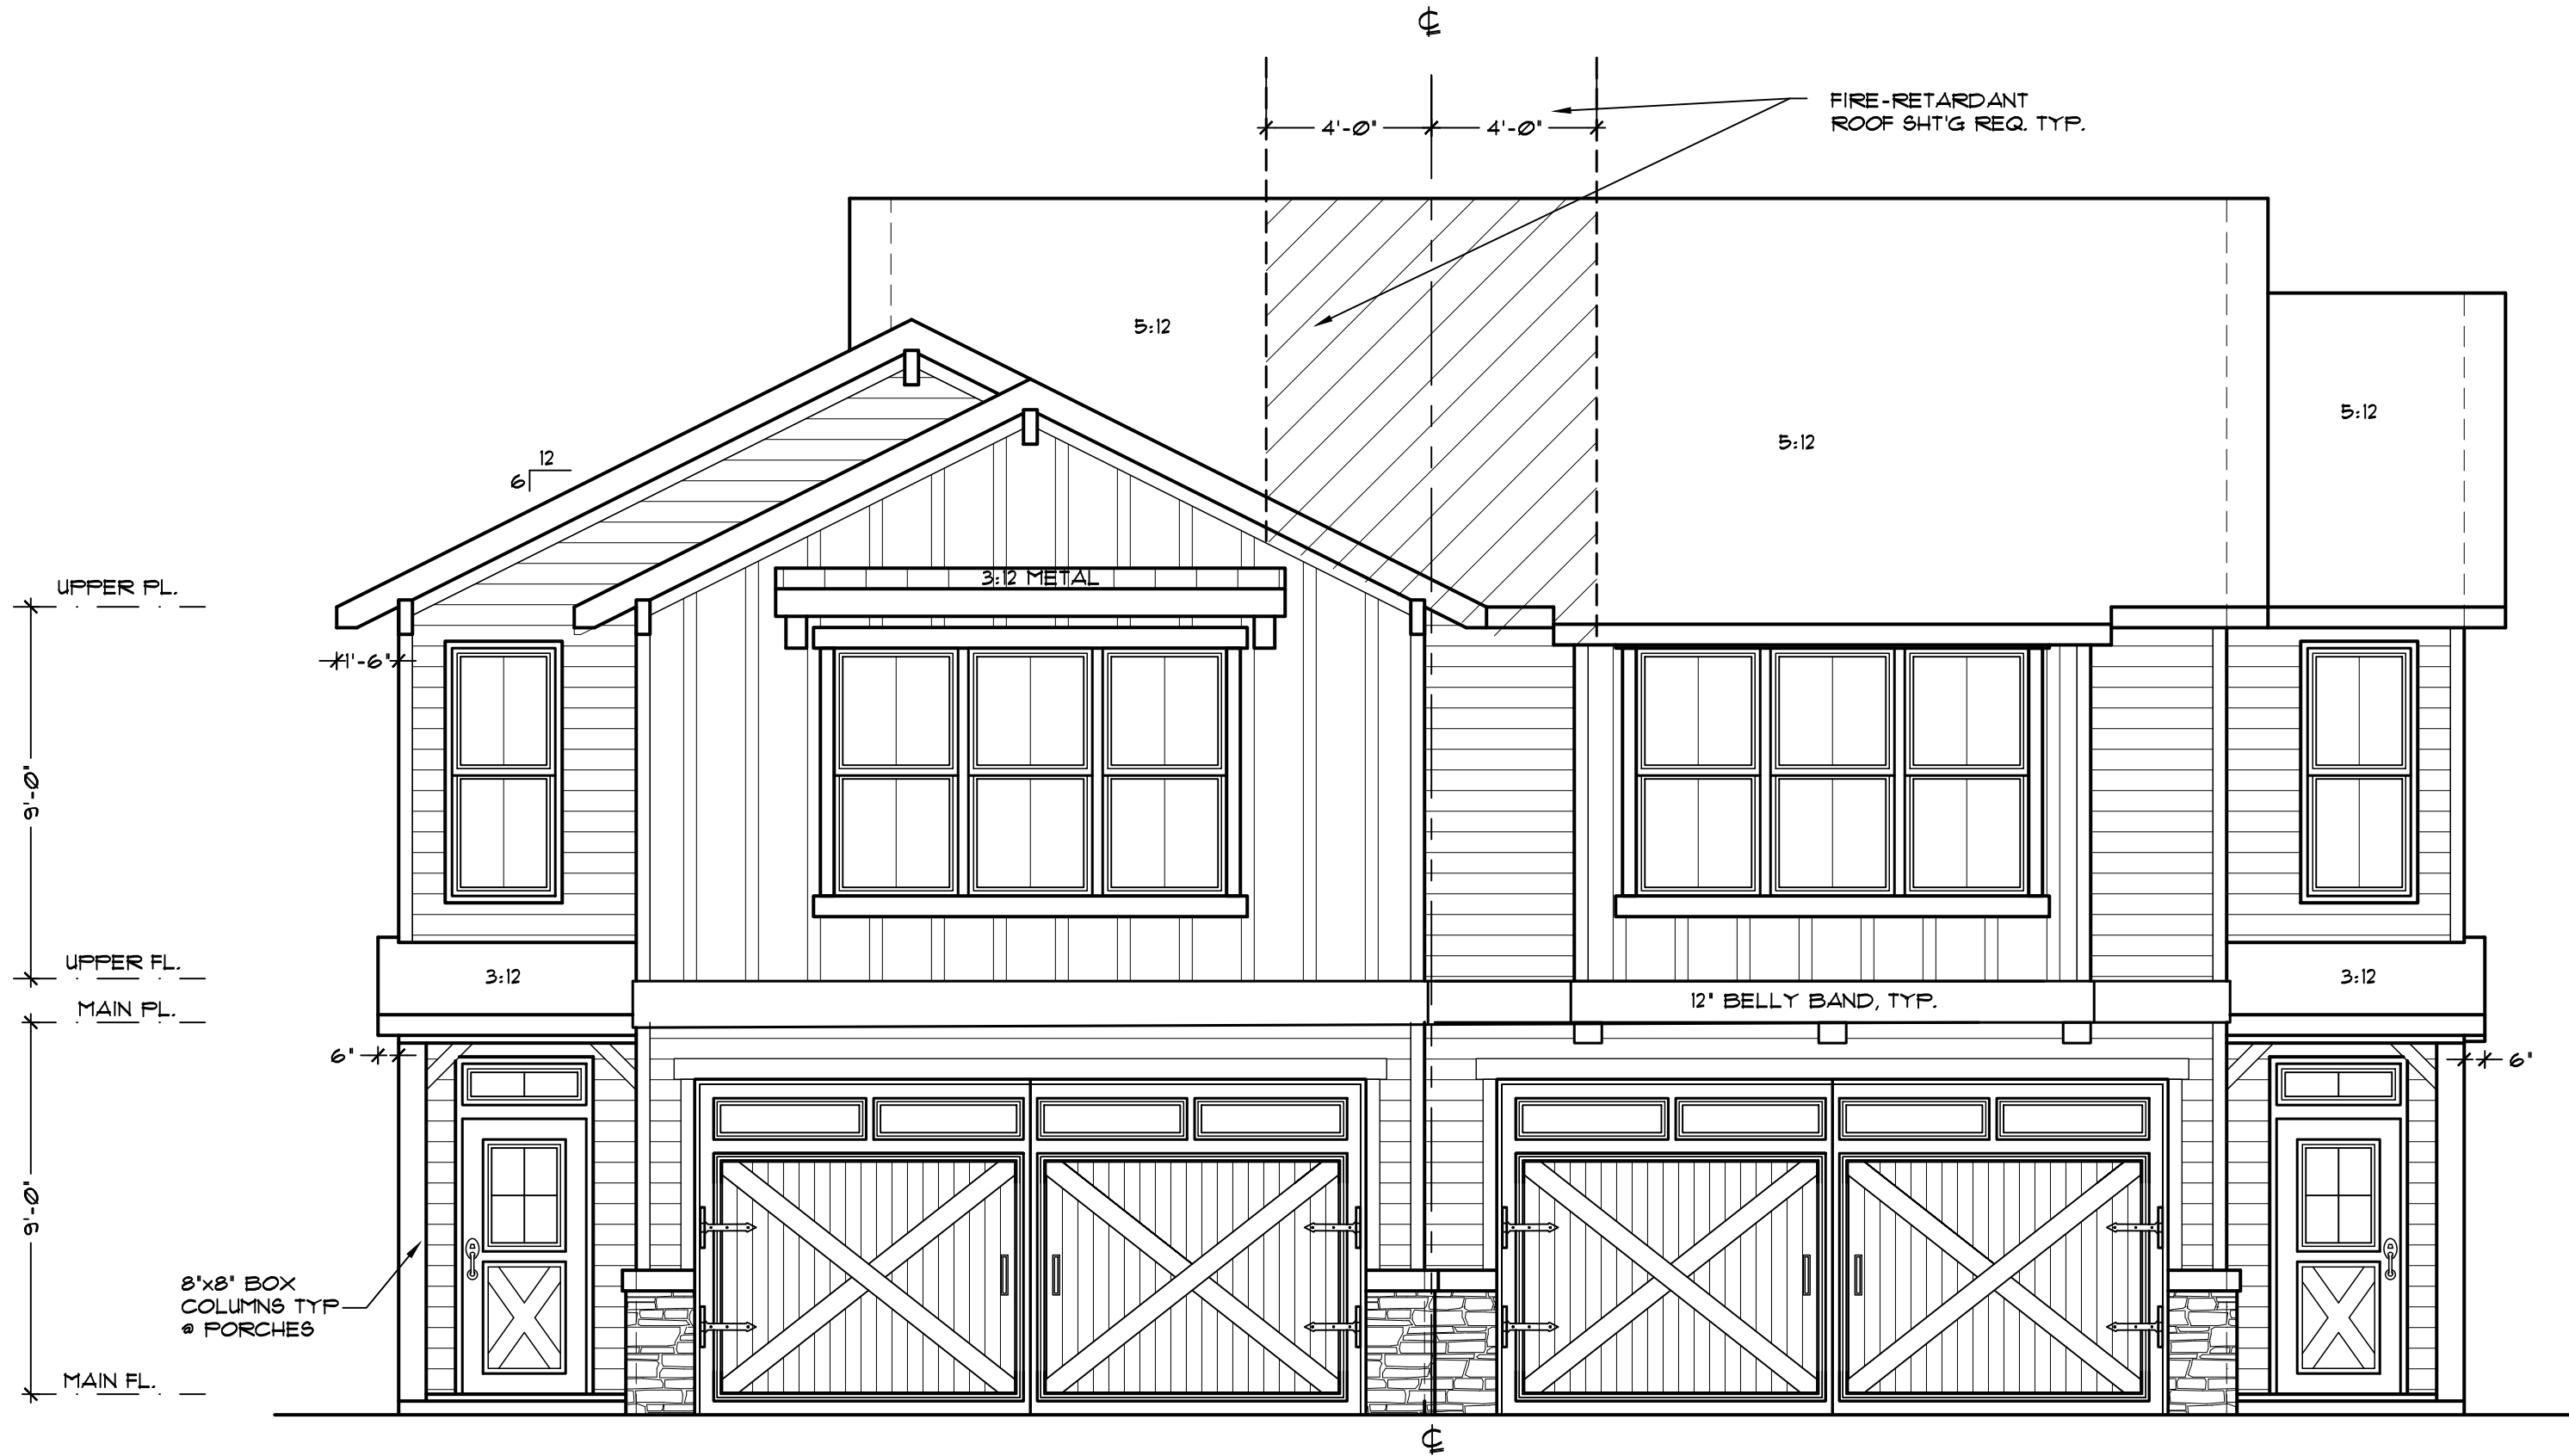 ℄
4'-0" 4'-0"
FIRE-RETARDANT
ROOF SHT'G REQ. TYP.
5:12
5:12
5:12
12
6
3:12 METAL
UPPER PL.
1'-6"
9'-0"
UPPER FL.
3:12
3:12
MAIN PL.
12" BELLY BAND, TYP.
6"
6"
9'-0"
8"x8" BOX
COLUMNS TYP
@ PORCHES
MAIN FL.
℄